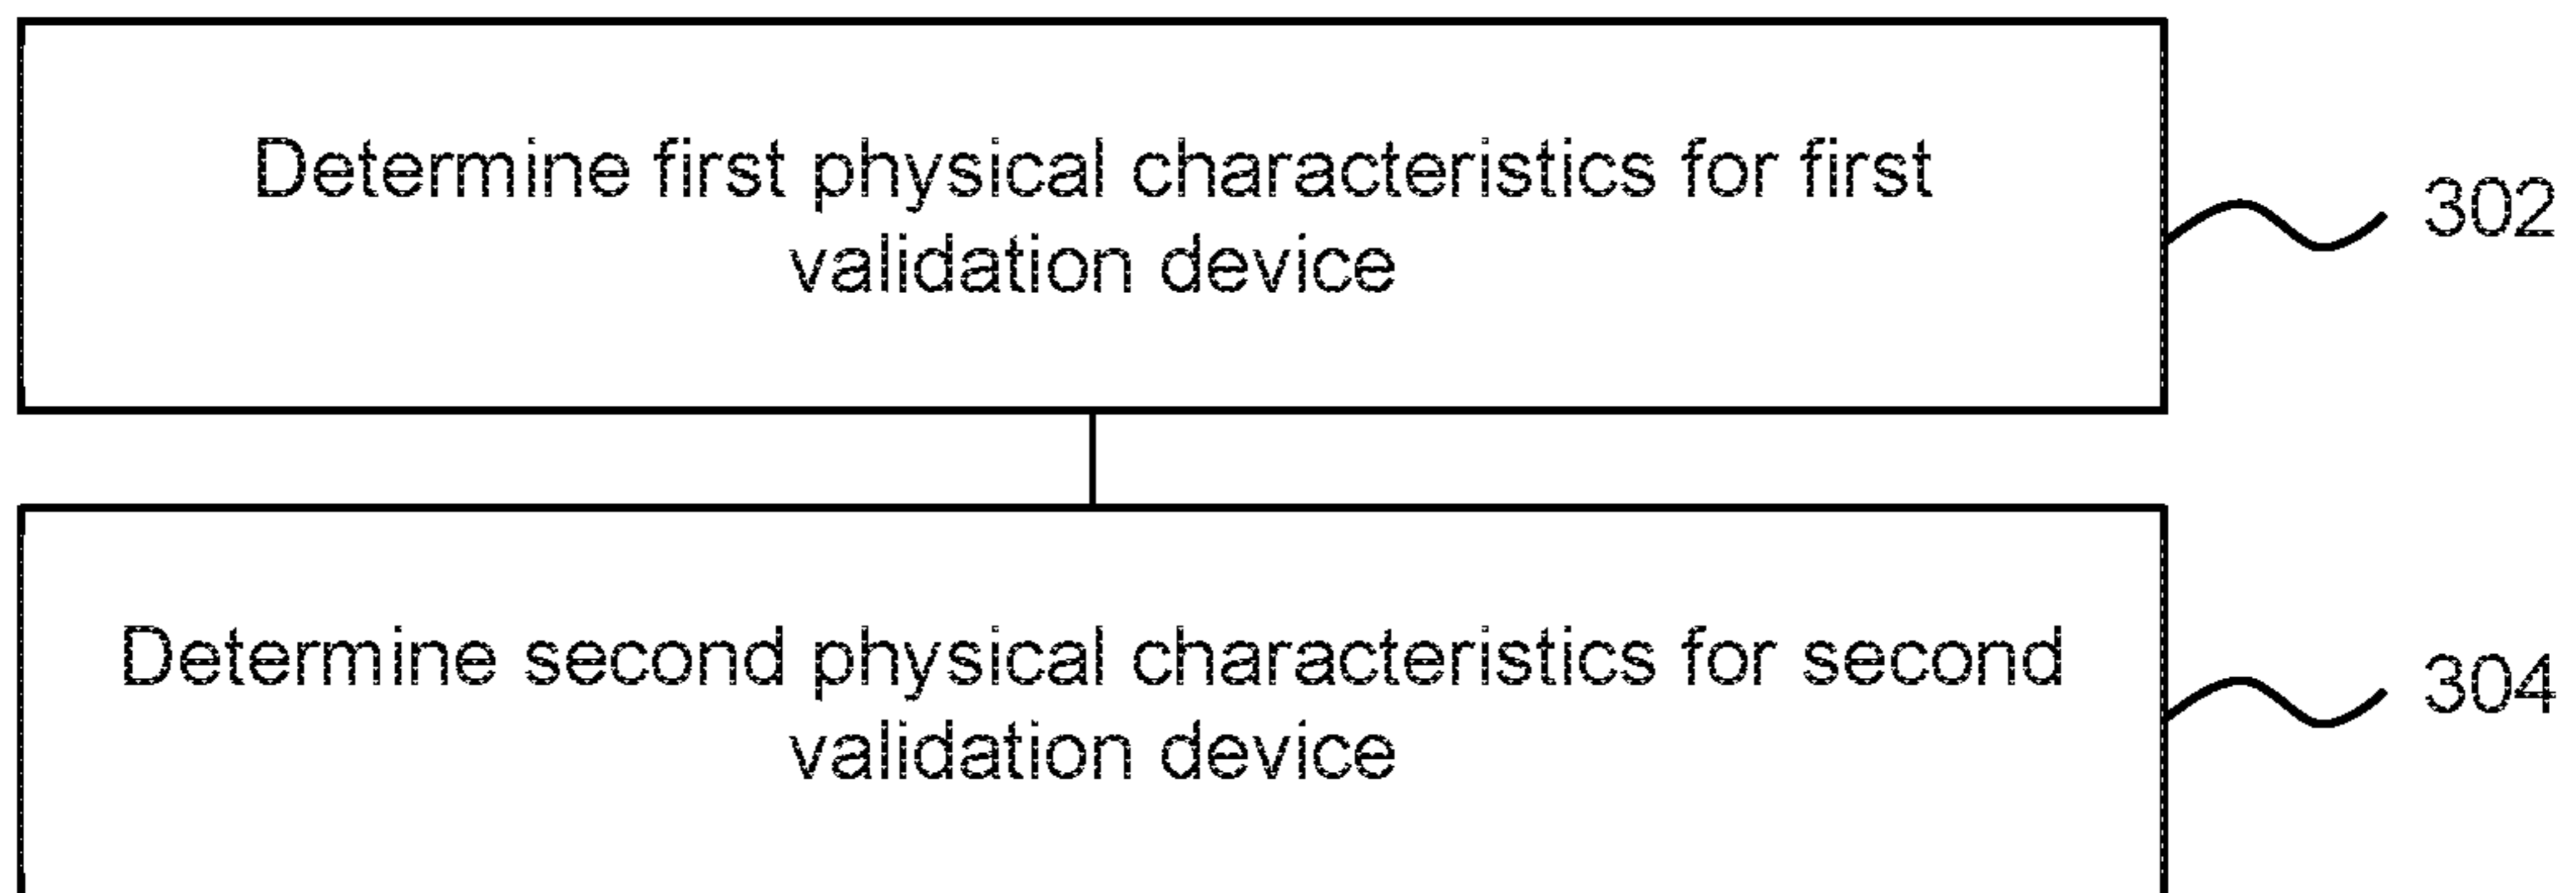 Determine first physical characteristics for first
validation device
302
Determine second physical characteristics for second
validation device
304